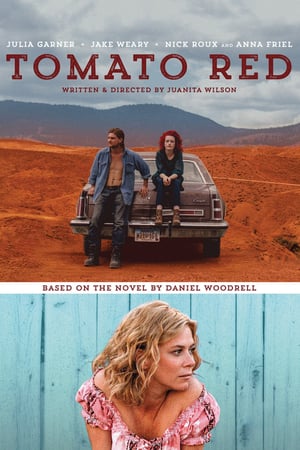 JULIA GARNER · JAKE WEARY · NICK ROUX AND ANNA FRIEL
TOMATO RED
WRITTEN & DIRECTED BY JUANITA WILSON
BASED ON THE NOVEL BY DANIEL WOODRELL